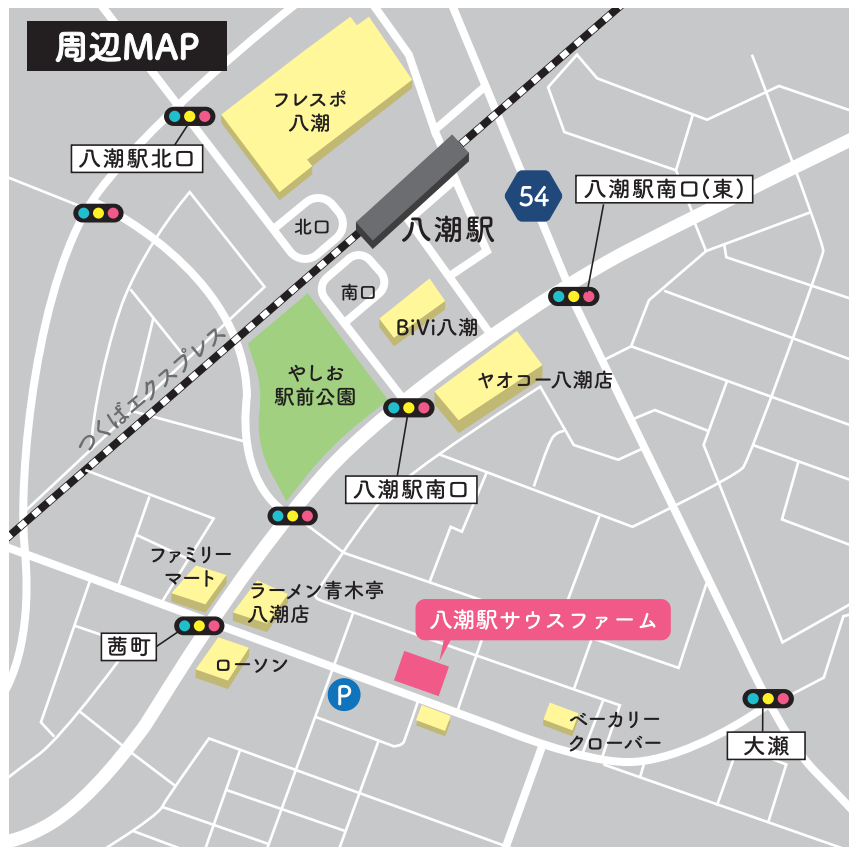 周辺MAP
フレスポ
八潮
八潮駅北口
54
八潮駅南口(東)
北口
八潮駅
南口
BiVi八潮
つくばエクスプレス
やしお
駅前公園
ヤオコー八潮店
八潮駅南口
ファミリー
マート
ラーメン青木亭
八潮店
八潮駅サウスファーム
茜町
ローソン
P
ベーカリー
クローバー
大瀬